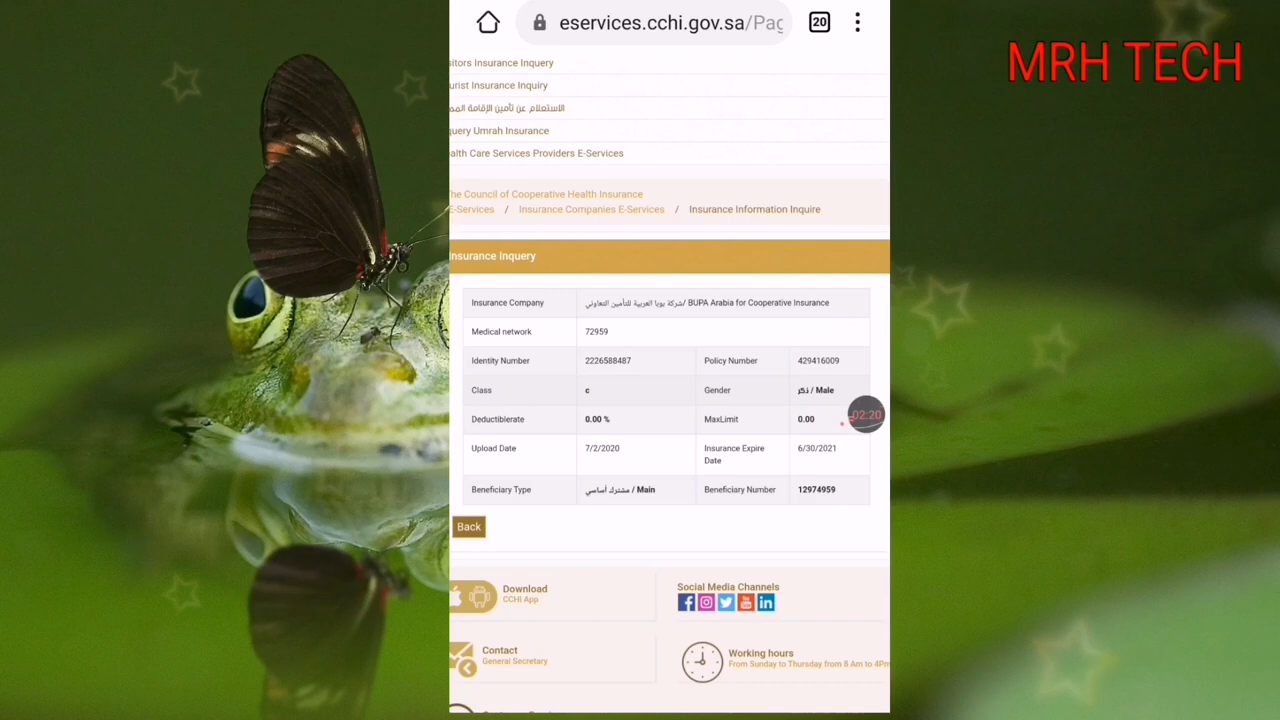 MRH TECH
eservices.cchi.gov.sa/Pag
20
sitors Insurance Inquery
urist Insurance Inquiry
الاستعلام عن تأمين الإقامة المم
query Umrah Insurance
ealth Care Services Providers E-Services
The Council of Cooperative Health Insurance
E-Services / Insurance Companies E-Services / Insurance Information Inquire
Insurance Inquery
Insurance Company شركة بوبا العربية للتأمين التعاوني/ BUPA Arabia for Cooperative Insurance
Medical network 72959
Identity Number 2226588487 Policy Number 429416009
Class c Gender ذكر / Male
Deductiblerate 0.00 % MaxLimit 0.00
02:20
Upload Date 7/2/2020 Insurance Expire Date 6/30/2021
Beneficiary Type مشترك أساسي / Main Beneficiary Number 12974959
Back
Download
CCHI App
Social Media Channels
Contact
General Secretary
Working hours
From Sunday to Thursday from 8 Am to 4Pm